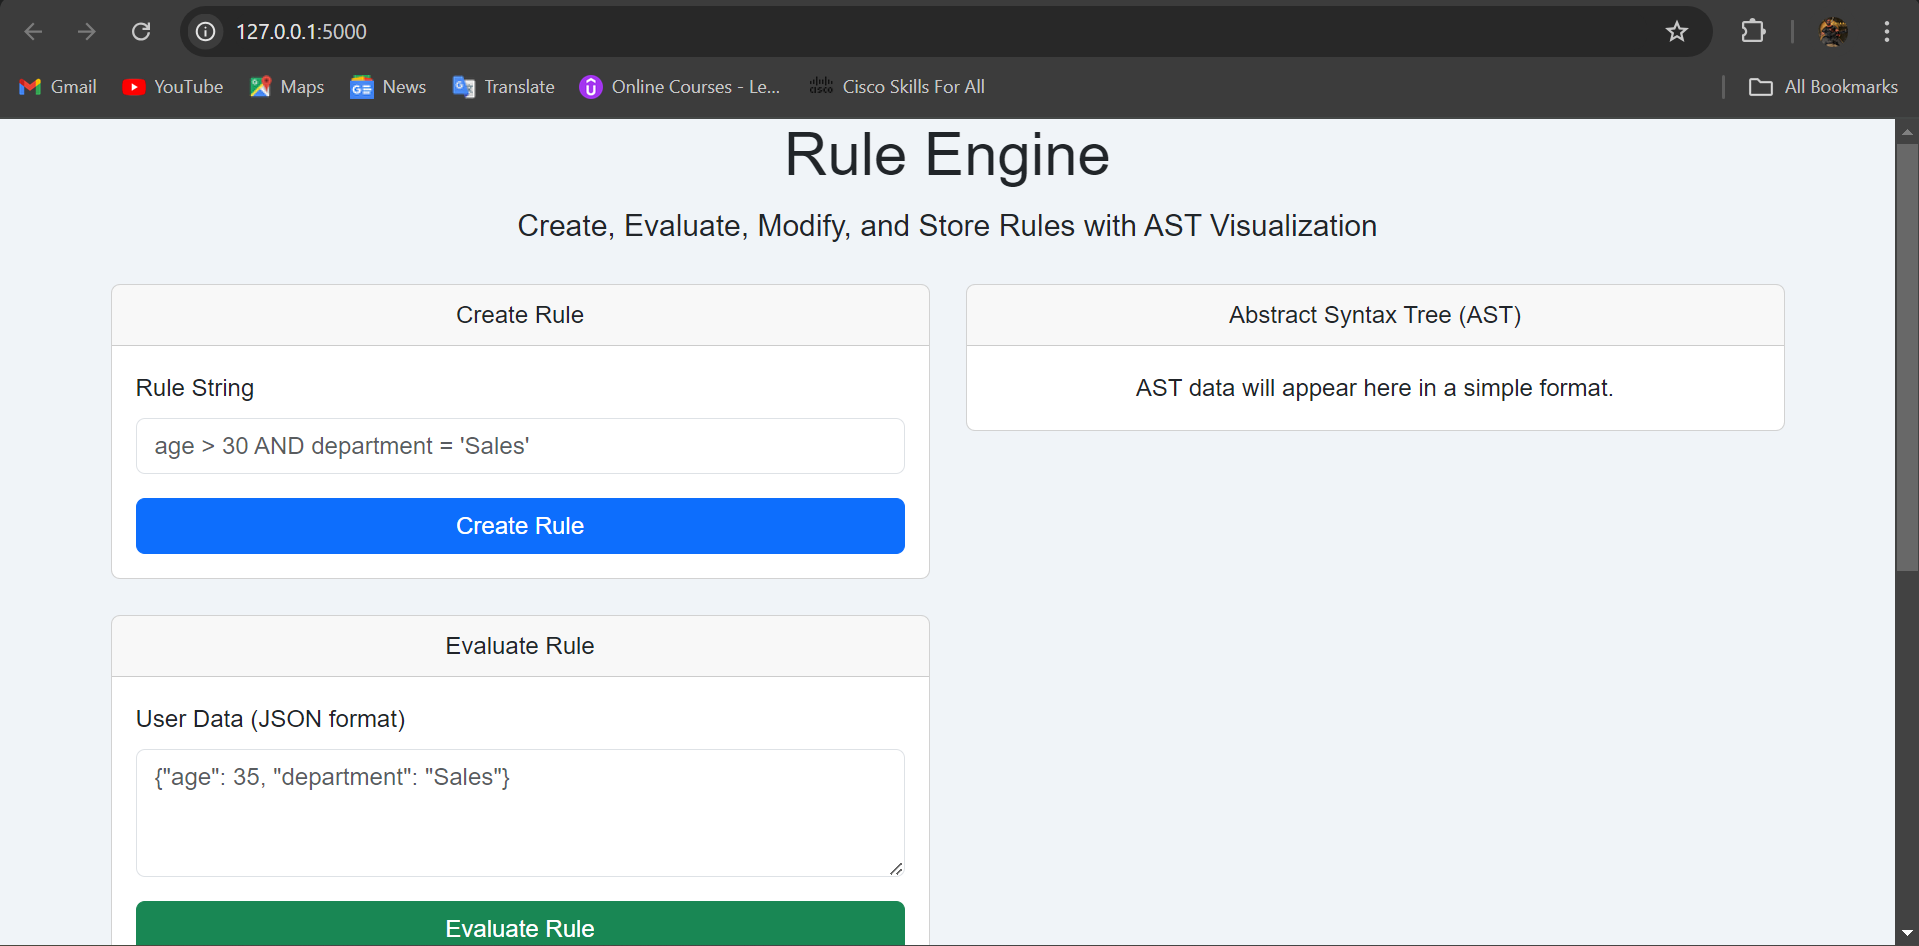 127.0.0.1:5000
Gmail YouTube Maps News Translate Online Courses - Le... Cisco Skills For All All Bookmarks
Rule Engine
Create, Evaluate, Modify, and Store Rules with AST Visualization
Create Rule
Rule String
age > 30 AND department = 'Sales'
Create Rule
Abstract Syntax Tree (AST)
AST data will appear here in a simple format.
Evaluate Rule
User Data (JSON format)
{"age": 35, "department": "Sales"}
Evaluate Rule